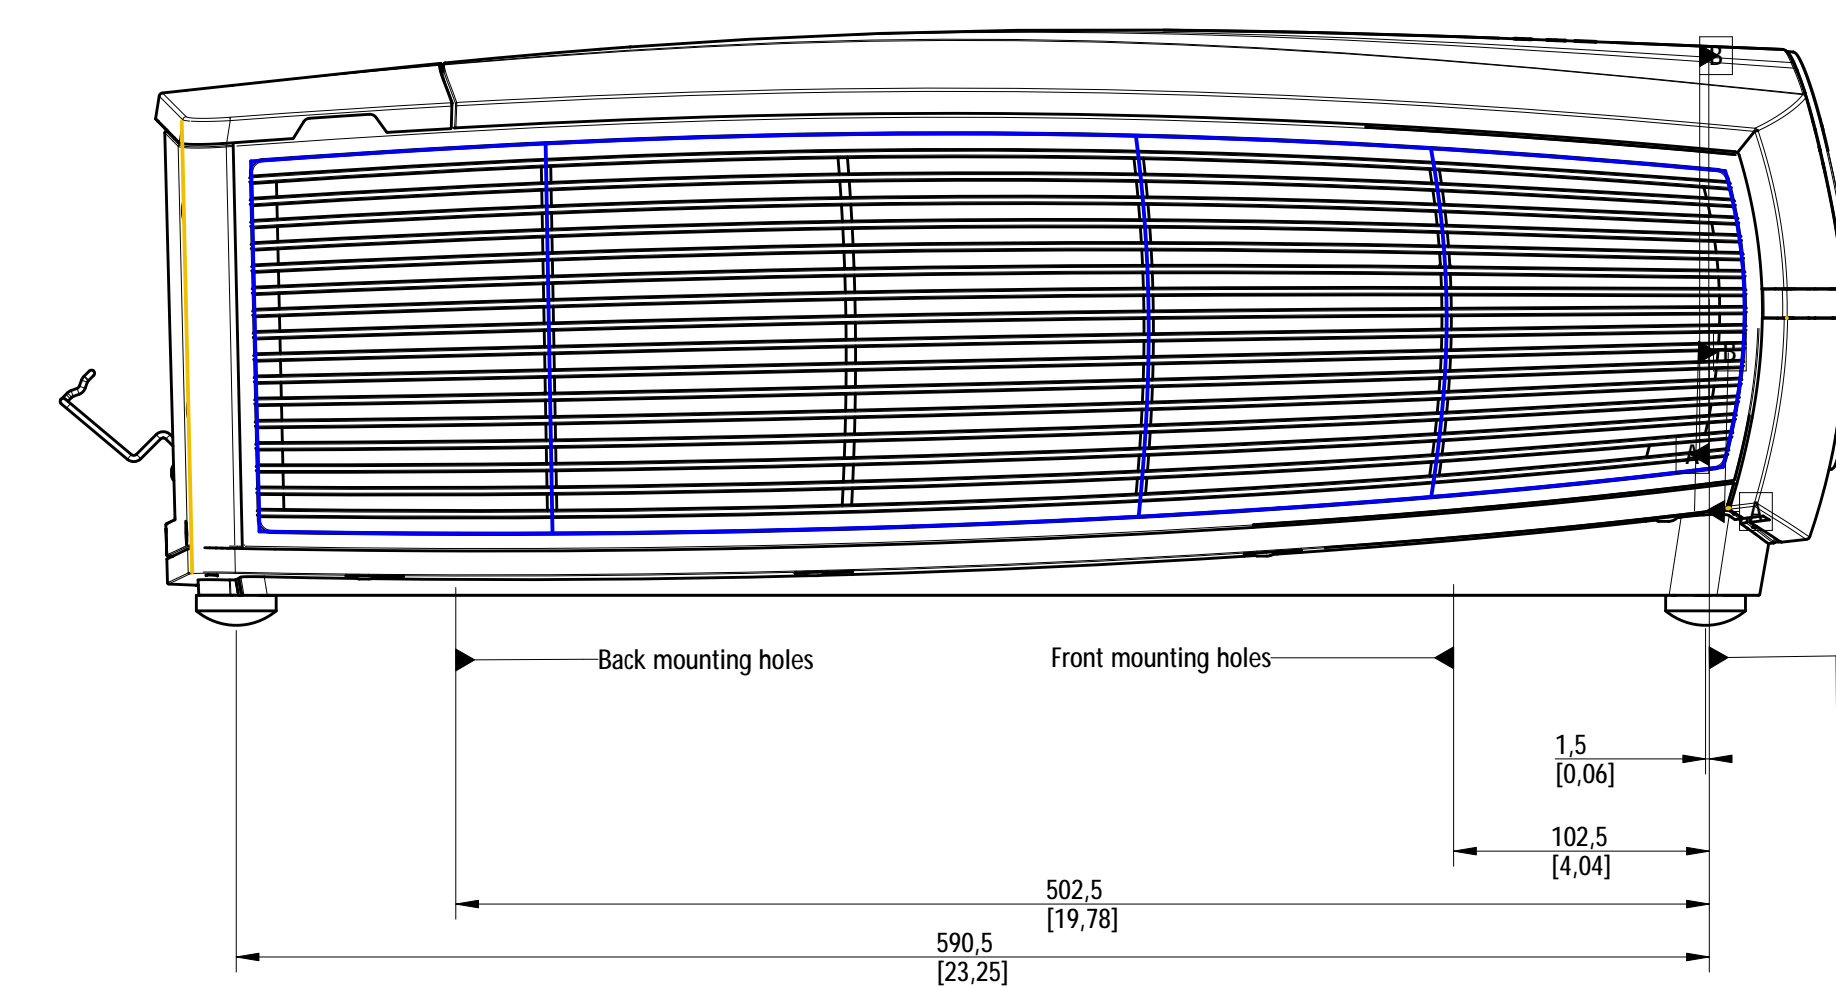 B
B
A
A
Back mounting holes
Front mounting holes
1,5
[0,06]
102,5
[4,04]
502,5
[19,78]
590,5
[23,25]